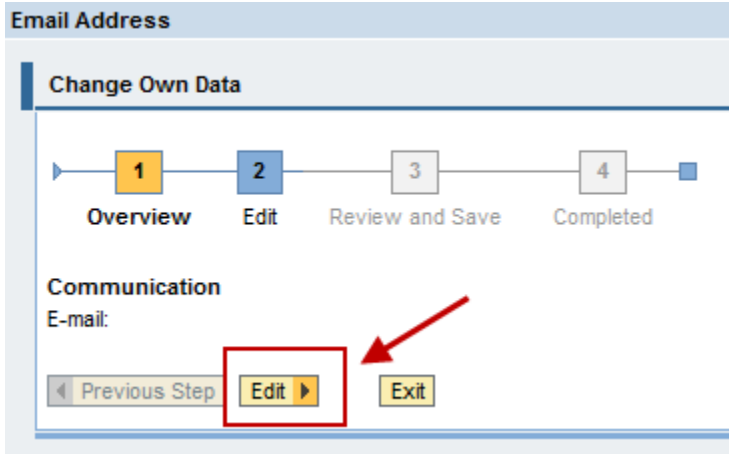 Email Address
Change Own Data
1 2 3 4
Overview Edit Review and Save Completed
Communication
E-mail:
Previous Step Edit Exit